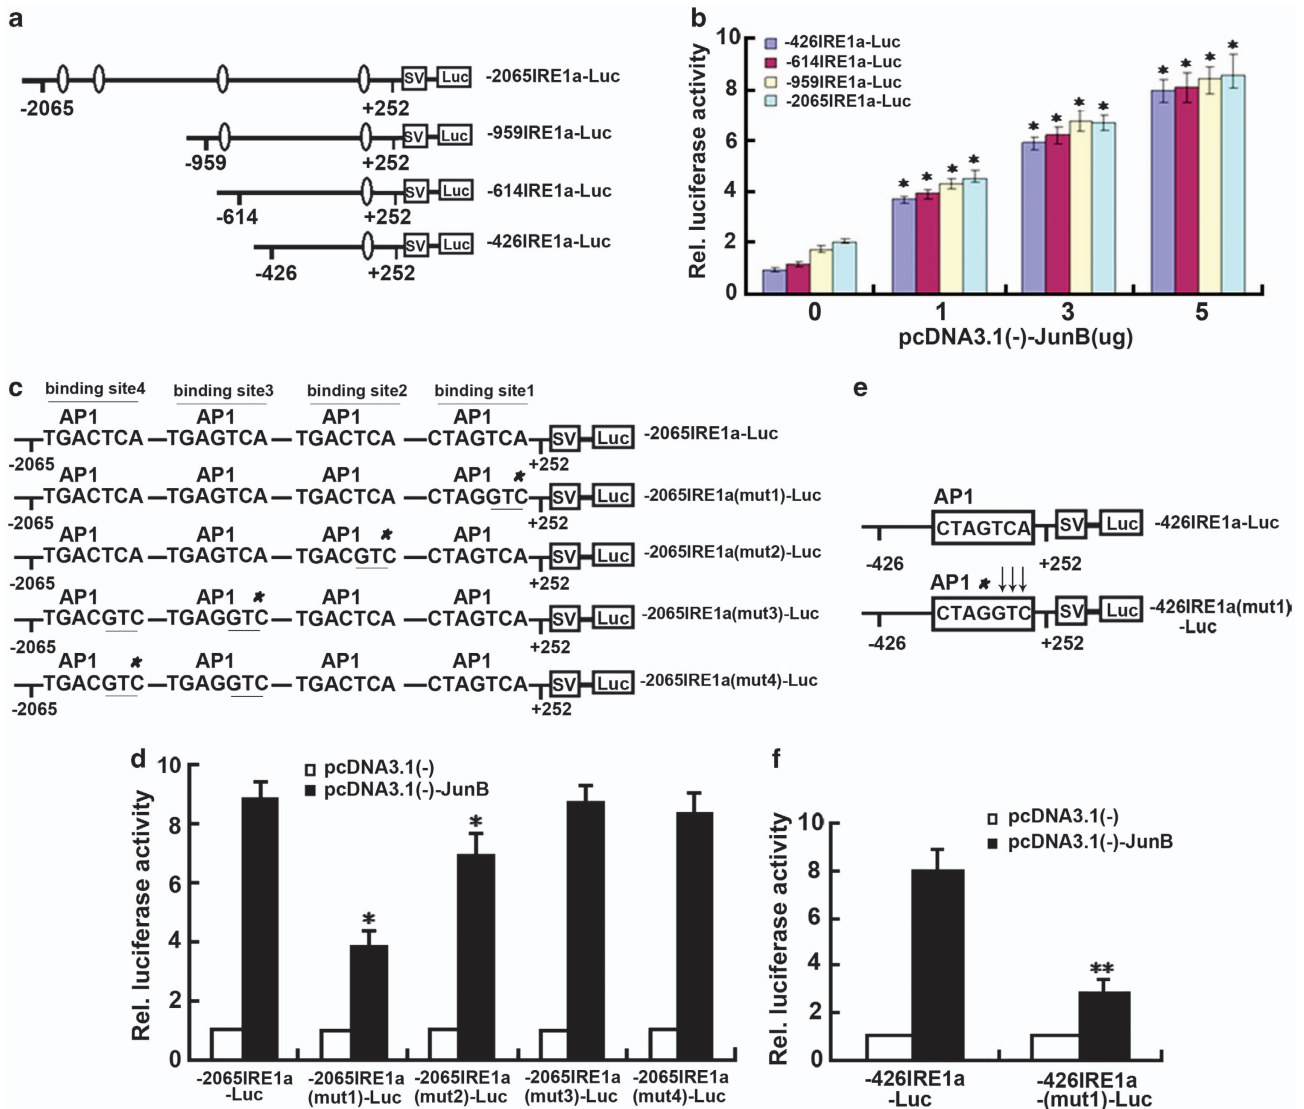 a
SV Luc -2065IRE1a-Luc
-2065 +252
SV Luc -959IRE1a-Luc
-959 +252
SV Luc -614IRE1a-Luc
-614 +252
SV Luc -426IRE1a-Luc
-426 +252
b
Rel. luciferase activity
10
8
6
4
2
0
-426IRE1a-Luc
-614IRE1a-Luc
-959IRE1a-Luc
-2065IRE1a-Luc
* * * *
* * * *
* * * *
0 1 3 5
pcDNA3.1(-)-JunB(ug)
c
binding site4 binding site3 binding site2 binding site1
AP1 AP1 AP1 AP1
TGACTCA TGAGTCA TGACTCA CTAGTCA SV Luc -2065IRE1a-Luc
-2065 +252
AP1 AP1 AP1 AP1 *
TGACTCA TGAGTCA TGACTCA CTAGGTC SV Luc -2065IRE1a(mut1)-Luc
-2065 +252
AP1 AP1 AP1 * AP1
TGACTCA TGAGTCA TGACGTC CTAGTCA SV Luc -2065IRE1a(mut2)-Luc
-2065 +252
AP1 AP1 * AP1 AP1
TGACGTC TGAGGTC TGACTCA CTAGTCA SV Luc -2065IRE1a(mut3)-Luc
-2065 +252
AP1 * AP1 AP1 AP1
TGACGTC TGAGGTC TGACTCA CTAGTCA SV Luc -2065IRE1a(mut4)-Luc
-2065 +252
e
AP1
CTAGTCA SV Luc -426IRE1a-Luc
-426 +252
AP1 * ↓↓↓
CTAGGTC SV Luc -426IRE1a(mut1)
-Luc
-426 +252
d
Rel. luciferase activity
10
8
6
4
2
0
pcDNA3.1(-)
pcDNA3.1(-)-JunB
* *
-2065IRE1a -2065IRE1a -2065IRE1a -2065IRE1a -2065IRE1a
-Luc (mut1)-Luc (mut2)-Luc (mut3)-Luc (mut4)-Luc
f
Rel. luciferase activity
10
8
6
4
2
0
pcDNA3.1(-)
pcDNA3.1(-)-JunB
**
-426IRE1a -426IRE1a
-Luc -(mut1)-Luc